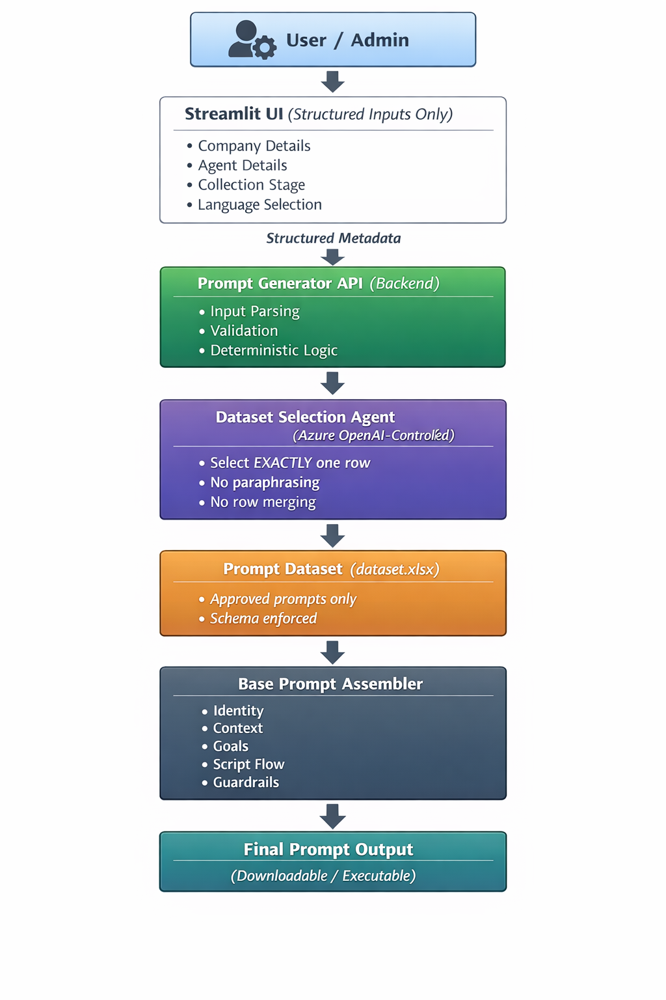 User / Admin
Streamlit UI (Structured Inputs Only)
• Company Details
• Agent Details
• Collection Stage
• Language Selection
Structured Metadata
Prompt Generator API (Backend)
• Input Parsing
• Validation
• Deterministic Logic
Dataset Selection Agent
(Azure OpenAI-Controlled)
• Select EXACTLY one row
• No paraphrasing
• No row merging
Prompt Dataset (dataset.xlsx)
• Approved prompts only
• Schema enforced
Base Prompt Assembler
• Identity
• Context
• Goals
• Script Flow
• Guardrails
Final Prompt Output
(Downloadable / Executable)